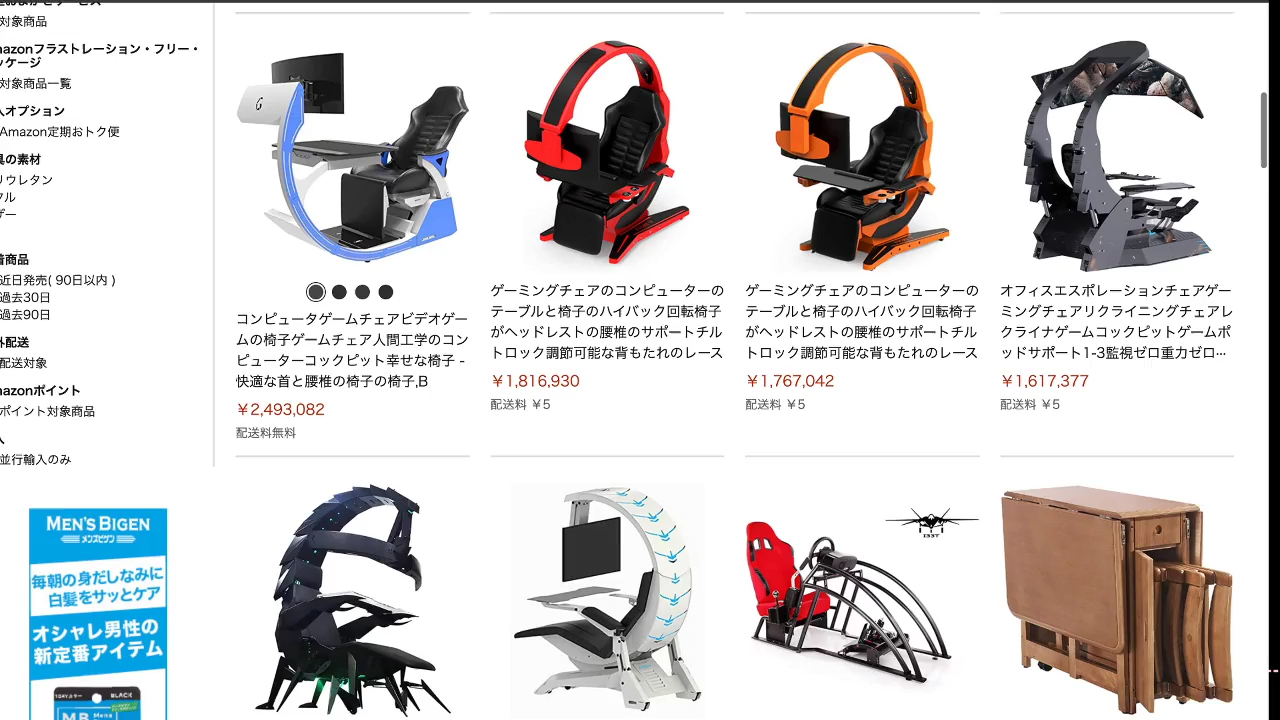 対象商品
azonフラストレーション・フリー・
ッケージ
対象商品一覧
オプション
Amazon定期おトク便
の素材
リウレタン
ー
商品
近日発売( 90日以内 )
過去30日
過去90日
配送
配送対象
azonポイント
ポイント対象商品
並行輸入のみ
MEN'S BIGEN
メンズビゲン
毎朝の身だしなみに
白髪をサッとケア
オシャレ男性の
新定番アイテム
BLACK
MB Mens
G
コンピュータゲームチェアビデオゲー
ムの椅子ゲームチェア人間工学のコン
ピューターコックピット幸せな椅子 -
快適な首と腰椎の椅子の椅子,B
￥2,493,082
配送料無料
ゲーミングチェアのコンピューターの
テーブルと椅子のハイバック回転椅子
がヘッドレストの腰椎のサポートチル
トロック調節可能な背もたれのレース
￥1,816,930
配送料 ￥5
ゲーミングチェアのコンピューターの
テーブルと椅子のハイバック回転椅子
がヘッドレストの腰椎のサポートチル
トロック調節可能な背もたれのレース
￥1,767,042
配送料 ￥5
オフィスエスポレーションチェアゲー
ミングチェアリクライニングチェアレ
クライナゲームコックピットゲームポ
ッドサポート1-3監視ゼロ重力ゼロ…
￥1,617,377
配送料 ￥5